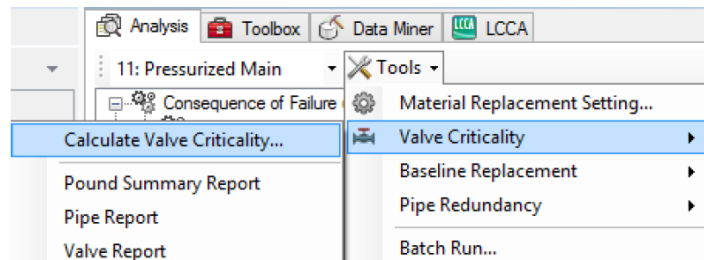 Analysis Toolbox Data Miner LCCA LCCA
11: Pressurized Main Tools
Consequence of Failure Material Replacement Setting...
Calculate Valve Criticality... Valve Criticality
Pound Summary Report Baseline Replacement
Pipe Report Pipe Redundancy
Valve Report Batch Run...